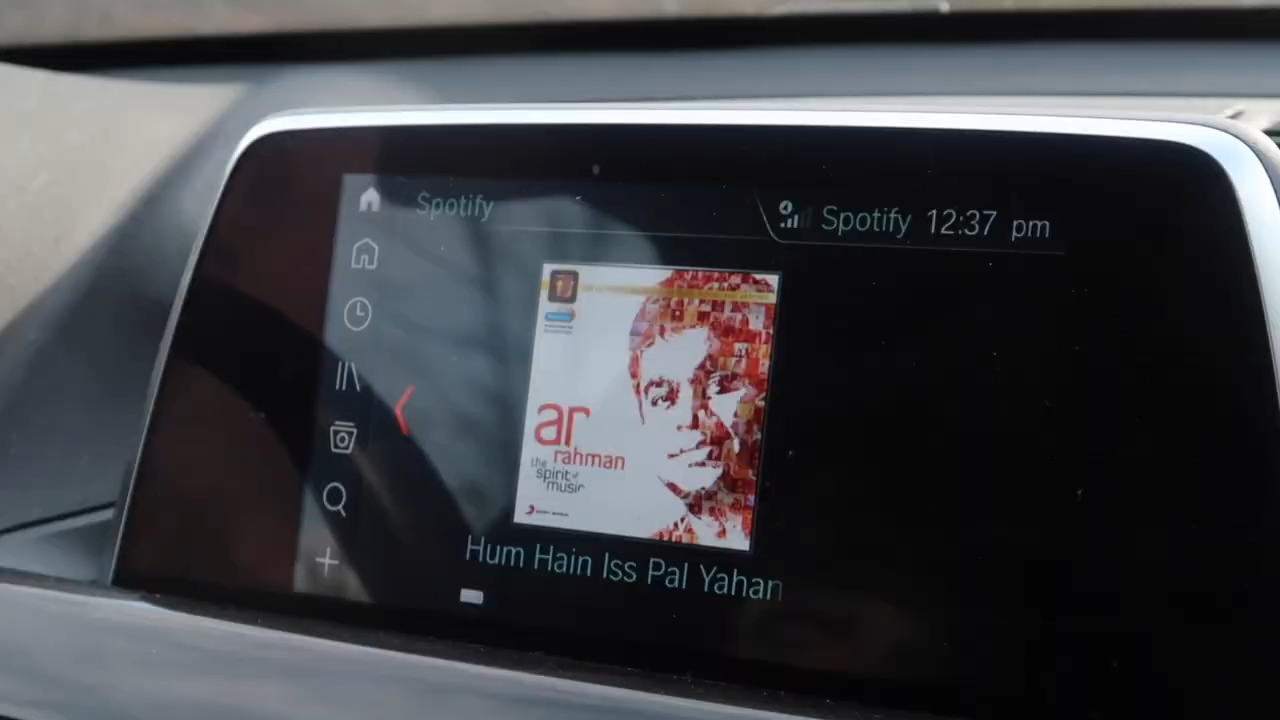 Spotify
Spotify 12:37 pm
ar
rahman
the
spirit of
music
Hum Hain Iss Pal Yahan